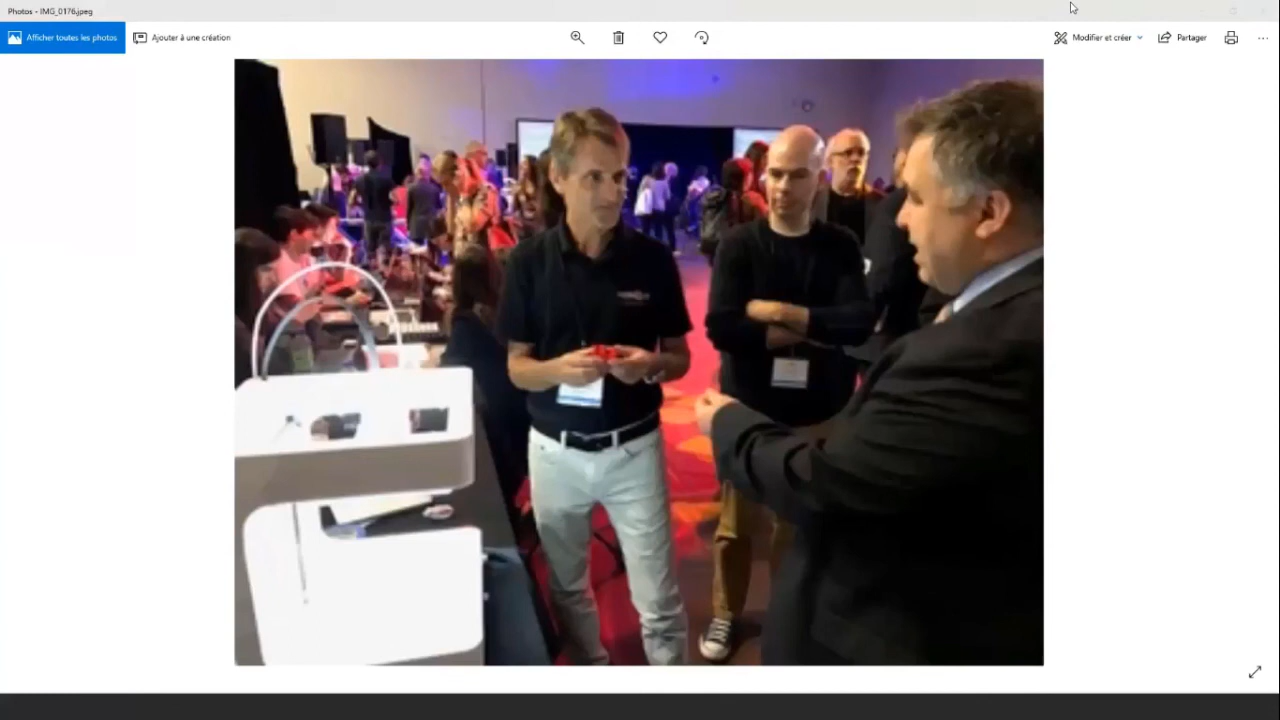 Photos - IMG_0176.jpeg
Afficher toutes les photos
Ajouter à une création
Modifier et créer
Partager